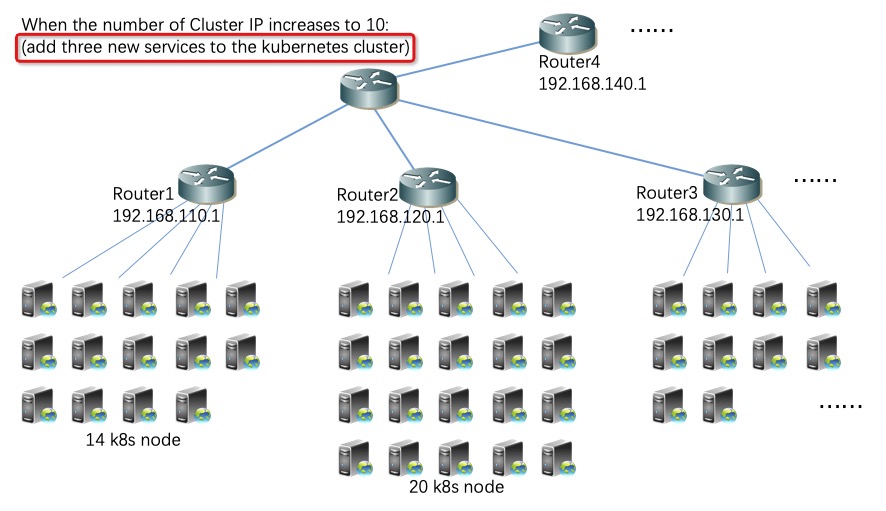 When the number of Cluster IP increases to 10:
(add three new services to the kubernetes cluster)
……
Router4
192.168.140.1
Router1
192.168.110.1
Router2
192.168.120.1
Router3
192.168.130.1
……
……
14 k8s node
20 k8s node